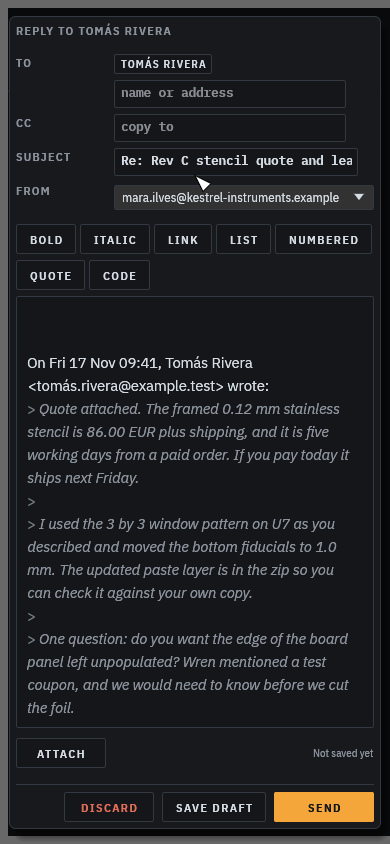 REPLY TO TOMÁS RIVERA
TO
TOMÁS RIVERA
name or address
CC
copy to
SUBJECT
Re: Rev C stencil quote and lea
FROM
mara.ilves@kestrel-instruments.example
BOLD ITALIC LINK LIST NUMBERED
QUOTE CODE
On Fri 17 Nov 09:41, Tomás Rivera
<tomás.rivera@example.test> wrote:
> Quote attached. The framed 0.12 mm stainless
stencil is 86.00 EUR plus shipping, and it is five
working days from a paid order. If you pay today it
ships next Friday.
>
> I used the 3 by 3 window pattern on U7 as you
described and moved the bottom fiducials to 1.0
mm. The updated paste layer is in the zip so you
can check it against your own copy.
>
> One question: do you want the edge of the board
panel left unpopulated? Wren mentioned a test
coupon, and we would need to know before we cut
the foil.
ATTACH
Not saved yet
DISCARD SAVE DRAFT SEND